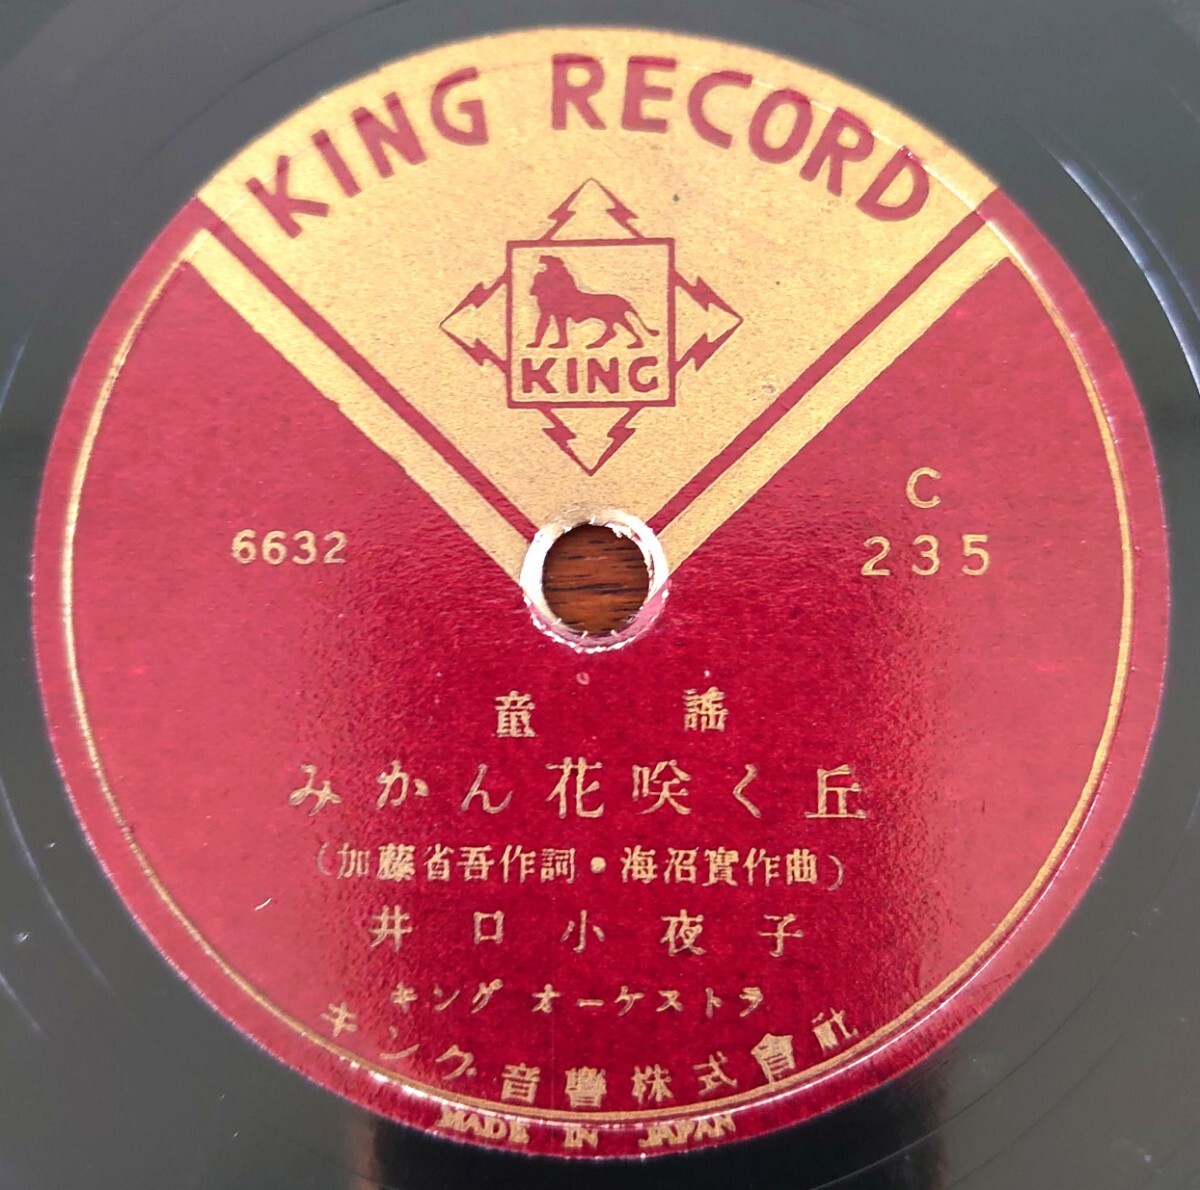 KING RECORD
KING
C
6632
235
童謠
みかん花咲く丘
（加藤省吾作詞・海沼實作曲）
井口小夜子
キング オーケストラ
キング音響株式會社
MADE IN JAPAN